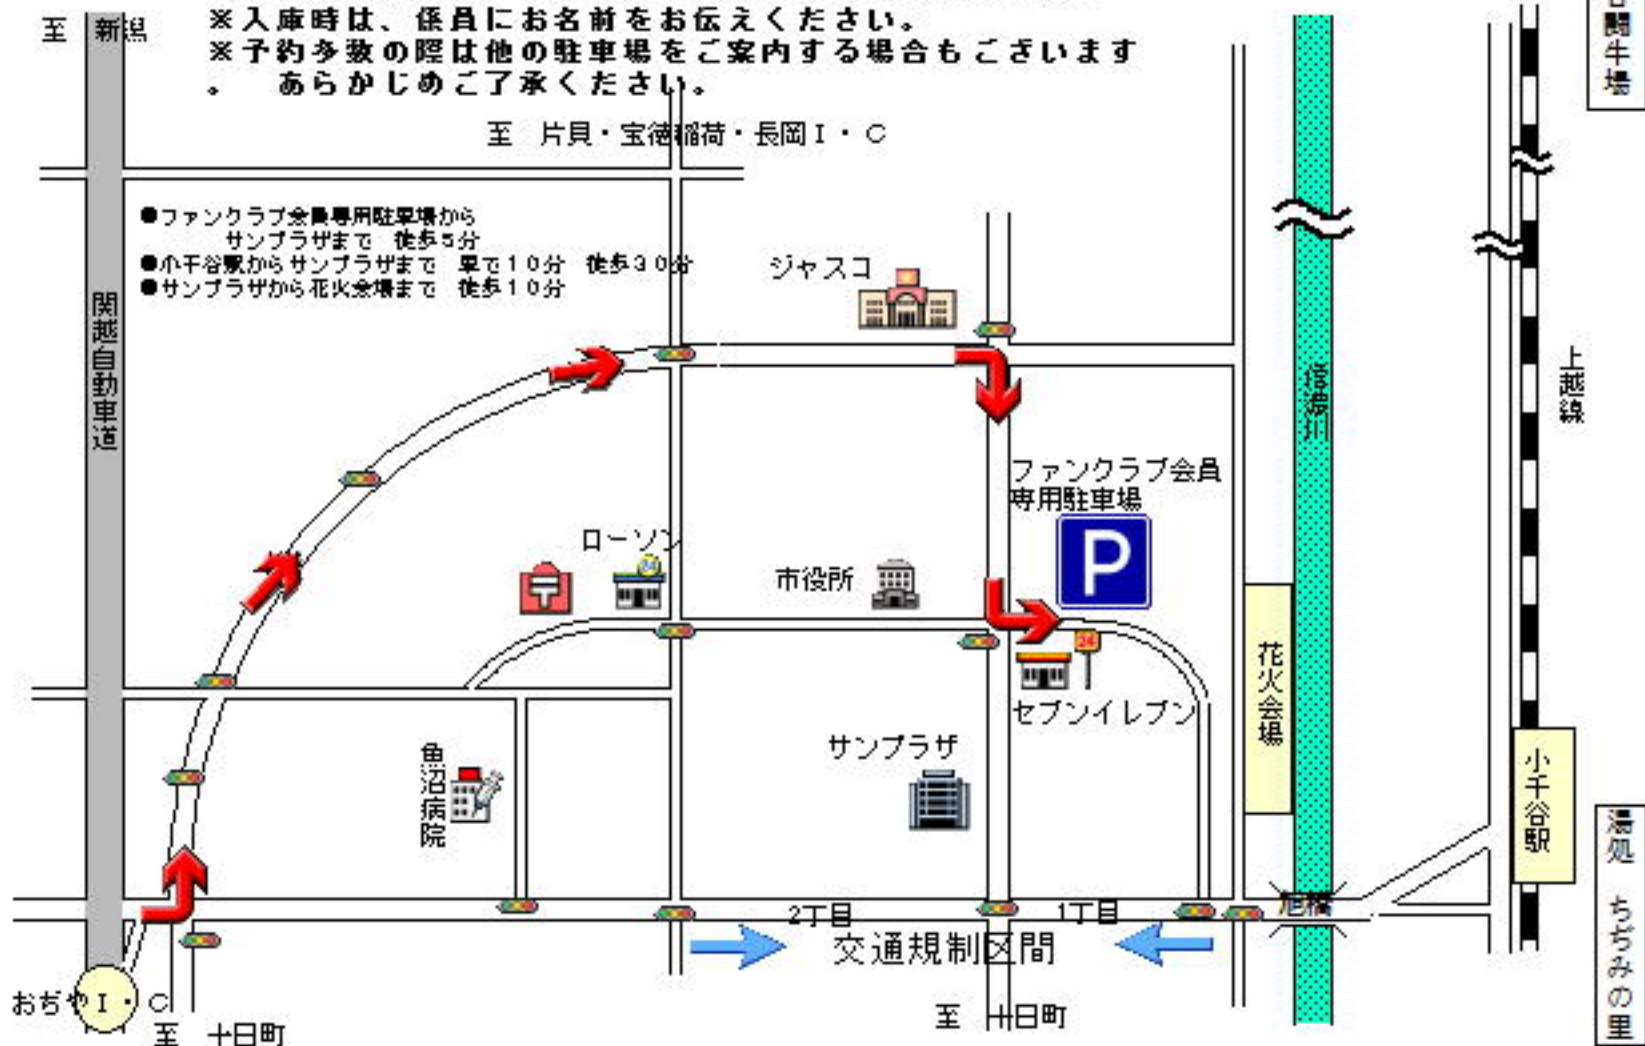 ※入庫時は、係員にお名前をお伝えください。
※予約多数の際は他の駐車場をご案内する場合もございます
。　あらかじめご了承ください。
至　新潟
至　片貝・宝徳稲荷・長岡Ｉ・Ｃ
闘牛場
●ファンクラブ会員専用駐車場から
サンプラザまで　徒歩5分
●小千谷駅からサンプラザまで　車で１０分　徒歩３０分
●サンプラザから花火会場まで　徒歩１０分
ジャスコ
関越自動車道
信濃川
上越線
ファンクラブ会員
専用駐車場
P
ローソン
24
市役所
24
セブンイレブン
花火会場
サンプラザ
魚沼病院
小千谷駅
湯処　ちぢみの里
旭橋
2丁目
1丁目
交通規制区間
おぢやＩ・Ｃ
至　十日町
至　十日町